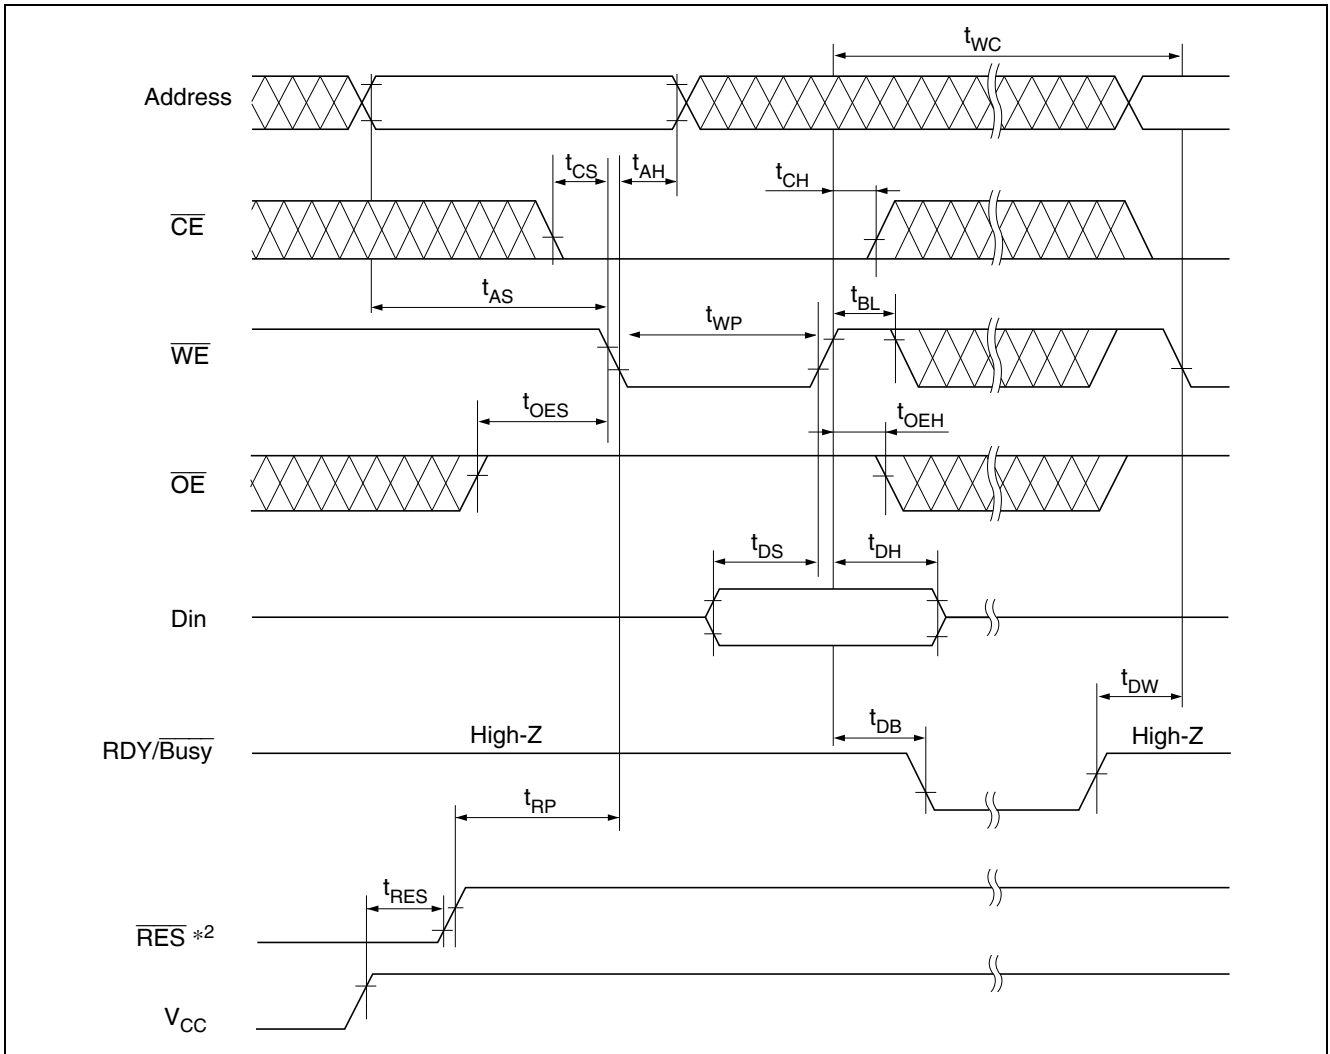 tWC
Address
tCS
tAH
tCH
CE
tAS
tBL
tWP
WE
tOES
tOEH
OE
tDS
tDH
Din
tDW
tDB
RDY/Busy
High-Z
High-Z
tRP
tRES
RES *2
VCC